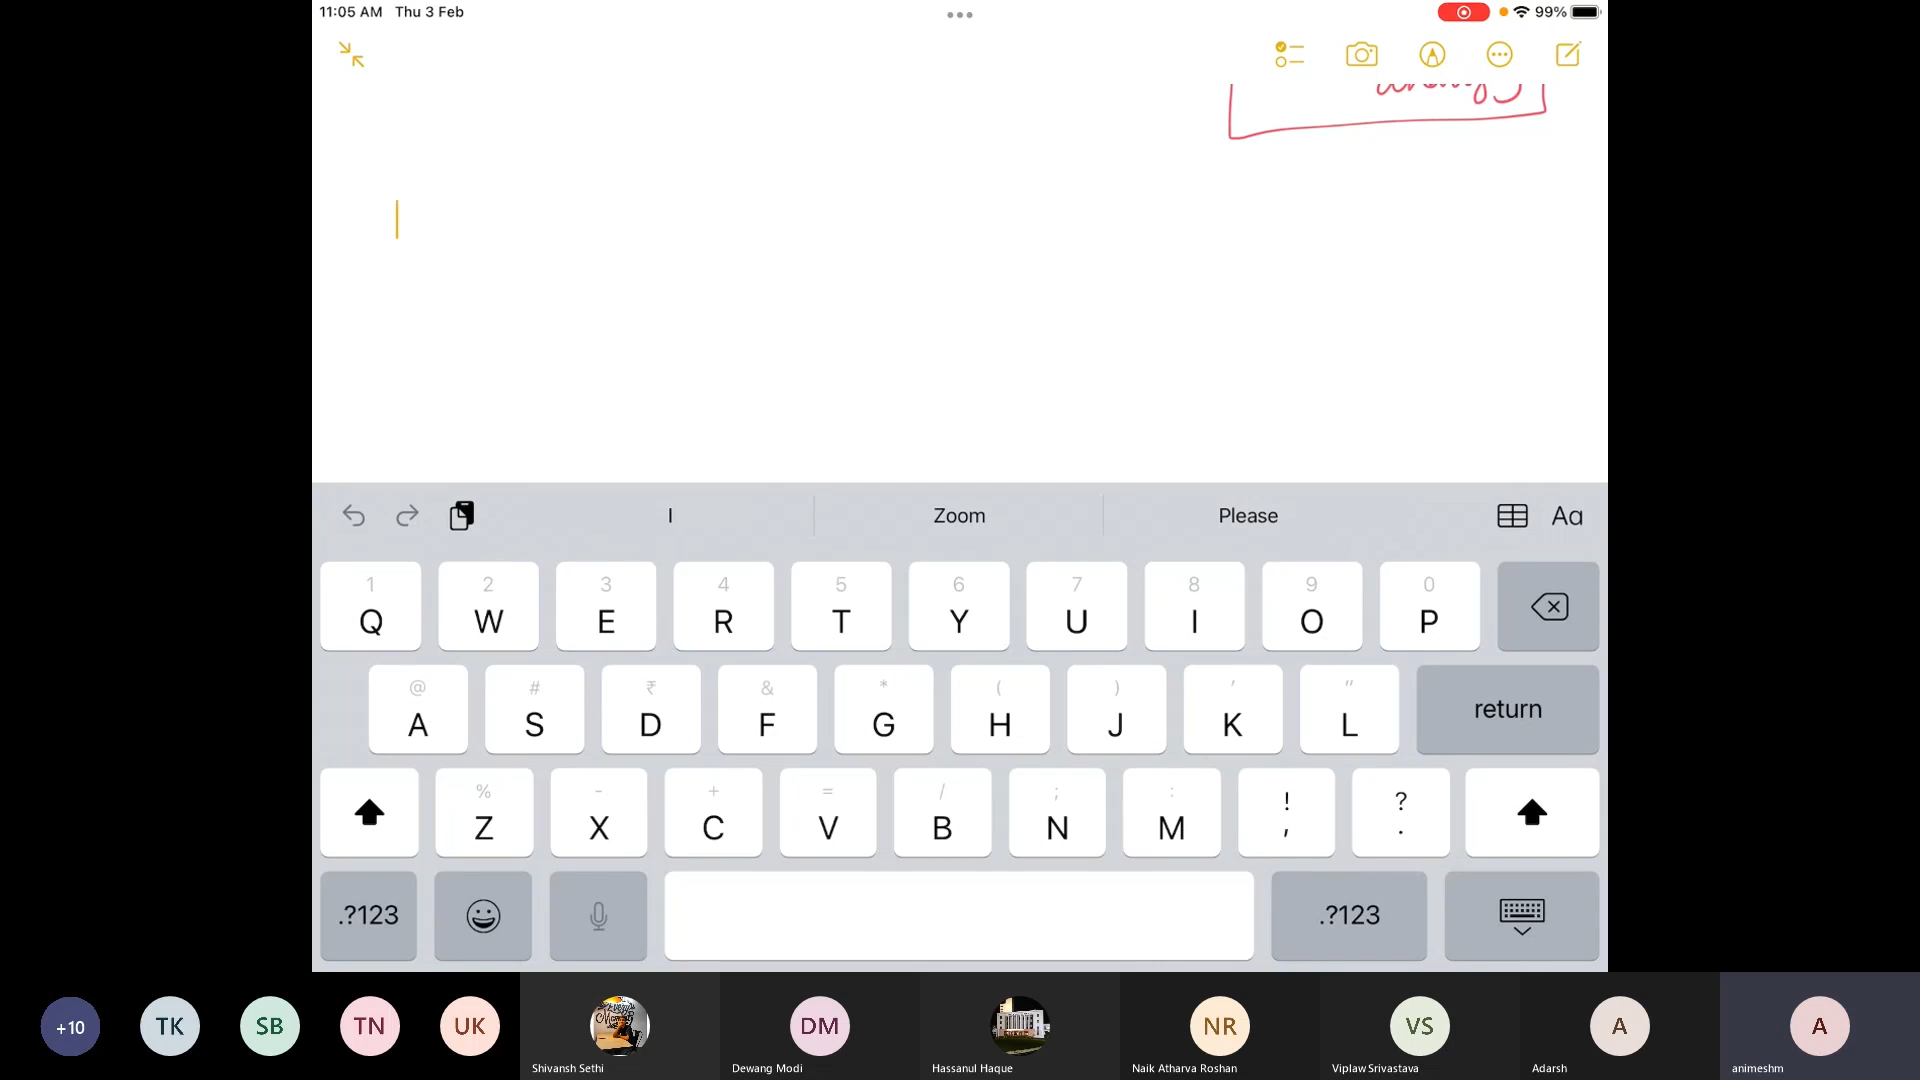 11:05 AM Thu 3 Feb
99%
I Zoom Please
Aa
1 2 3 4 5 6 7 8 9 0
Q W E R T Y U I O P
@ # ₹ & * ( ) ' "
A S D F G H J K L return
% - + = / ; : ! ?
Z X C V B N M , .
.?123 .?123
+10 TK SB TN UK DM NR VS A A
Shivansh Sethi Dewang Modi Hassanul Haque Naik Atharva Roshan Viplaw Srivastava Adarsh animeshm